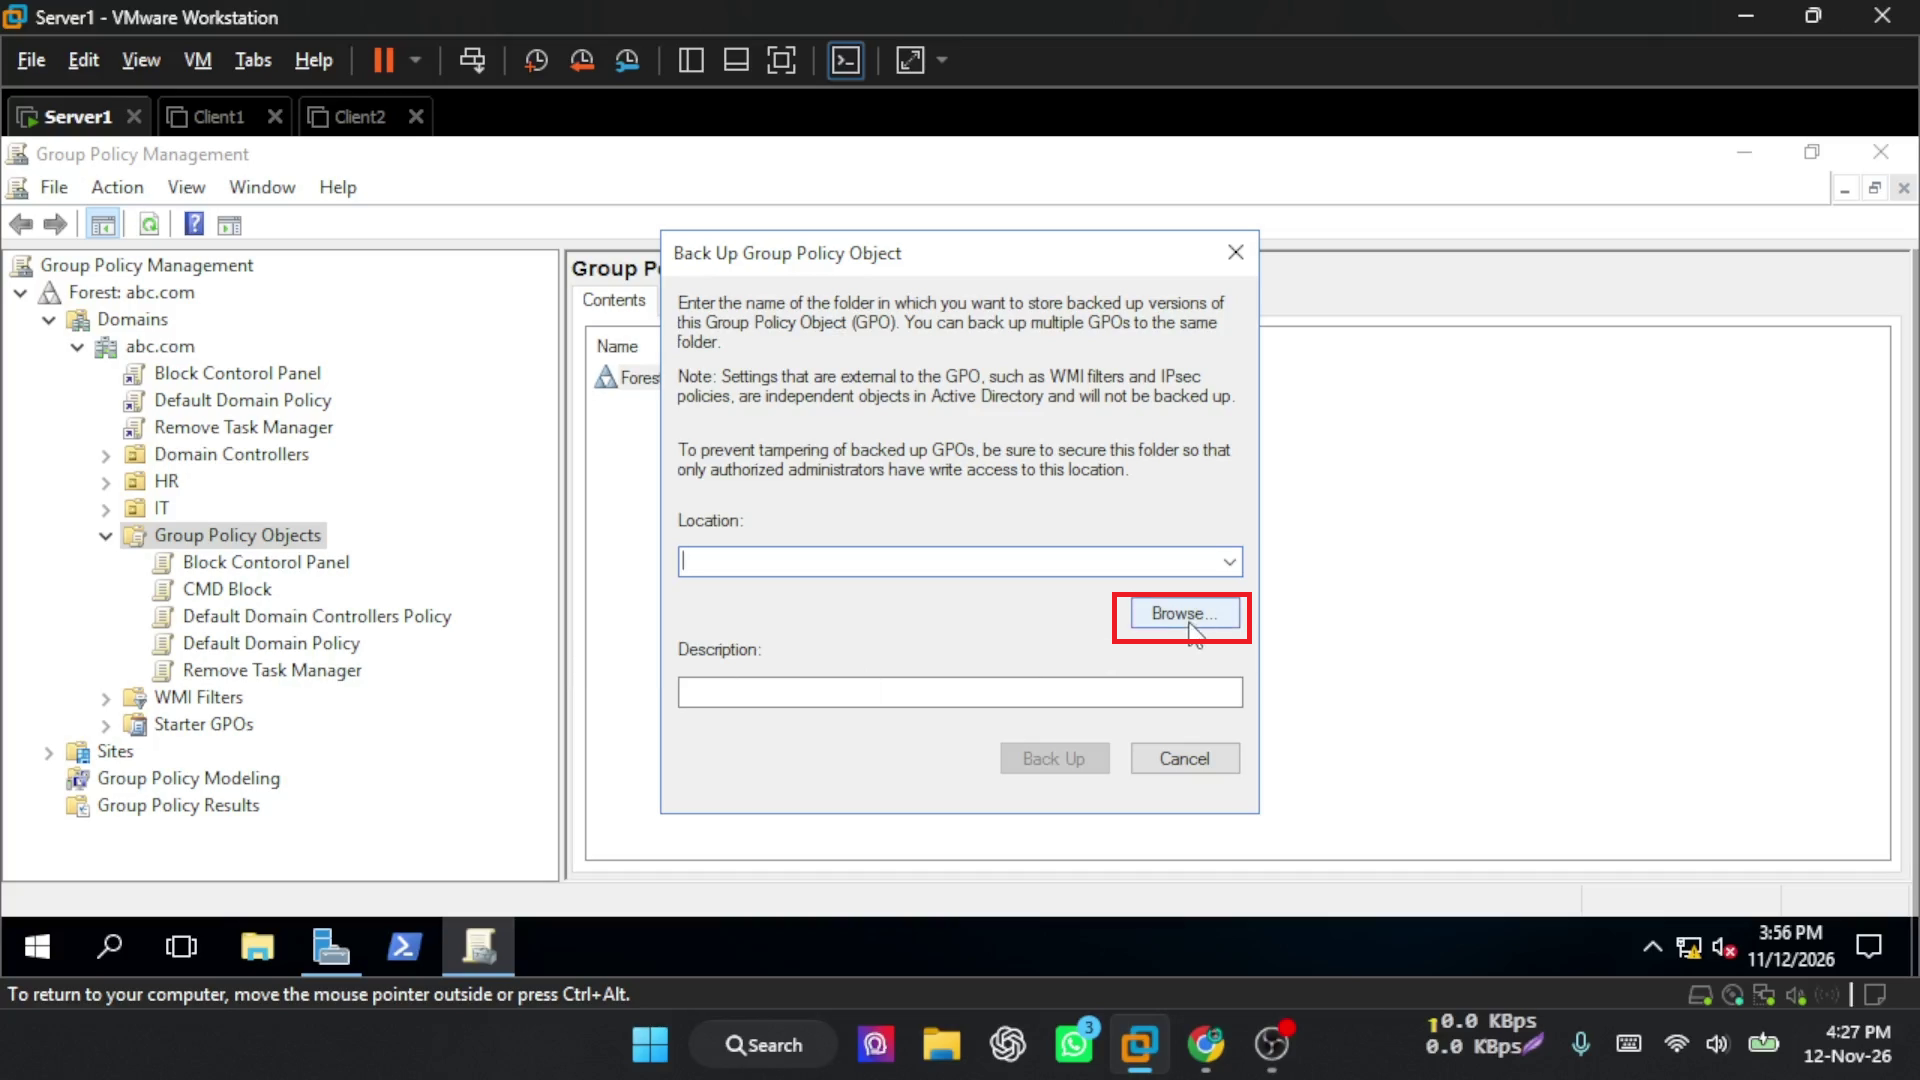 Server1 - VMware Workstation
File Edit View VM Tabs Help
Server1 Client1 Client2
Group Policy Management
File Action View Window Help
Group Policy Management
Forest: abc.com
Domains
abc.com
Block Contorol Panel
Default Domain Policy
Remove Task Manager
Domain Controllers
HR
IT
Group Policy Objects
Block Contorol Panel
CMD Block
Default Domain Controllers Policy
Default Domain Policy
Remove Task Manager
WMI Filters
Starter GPOs
Sites
Group Policy Modeling
Group Policy Results
Group P
Contents
Name
Fores
Back Up Group Policy Object
Enter the name of the folder in which you want to store backed up versions of
this Group Policy Object (GPO). You can back up multiple GPOs to the same
folder.
Note: Settings that are external to the GPO, such as WMI filters and IPsec
policies, are independent objects in Active Directory and will not be backed up.
To prevent tampering of backed up GPOs, be sure to secure this folder so that
only authorized administrators have write access to this location.
Location:
Browse...
Description:
Back Up Cancel
3:56 PM
11/12/2026
To return to your computer, move the mouse pointer outside or press Ctrl+Alt.
Search
3
0.0 KBps
0.0 KBps
4:27 PM
12-Nov-26